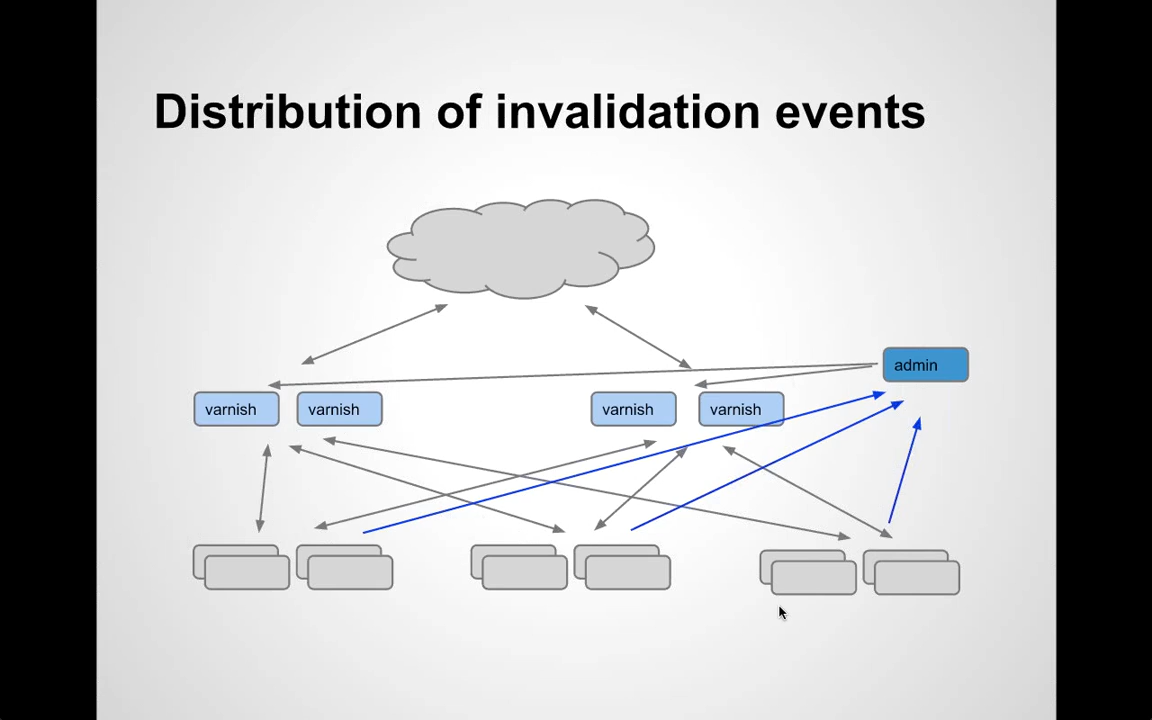 Distribution of invalidation events
admin
varnish
varnish
varnish
varnish